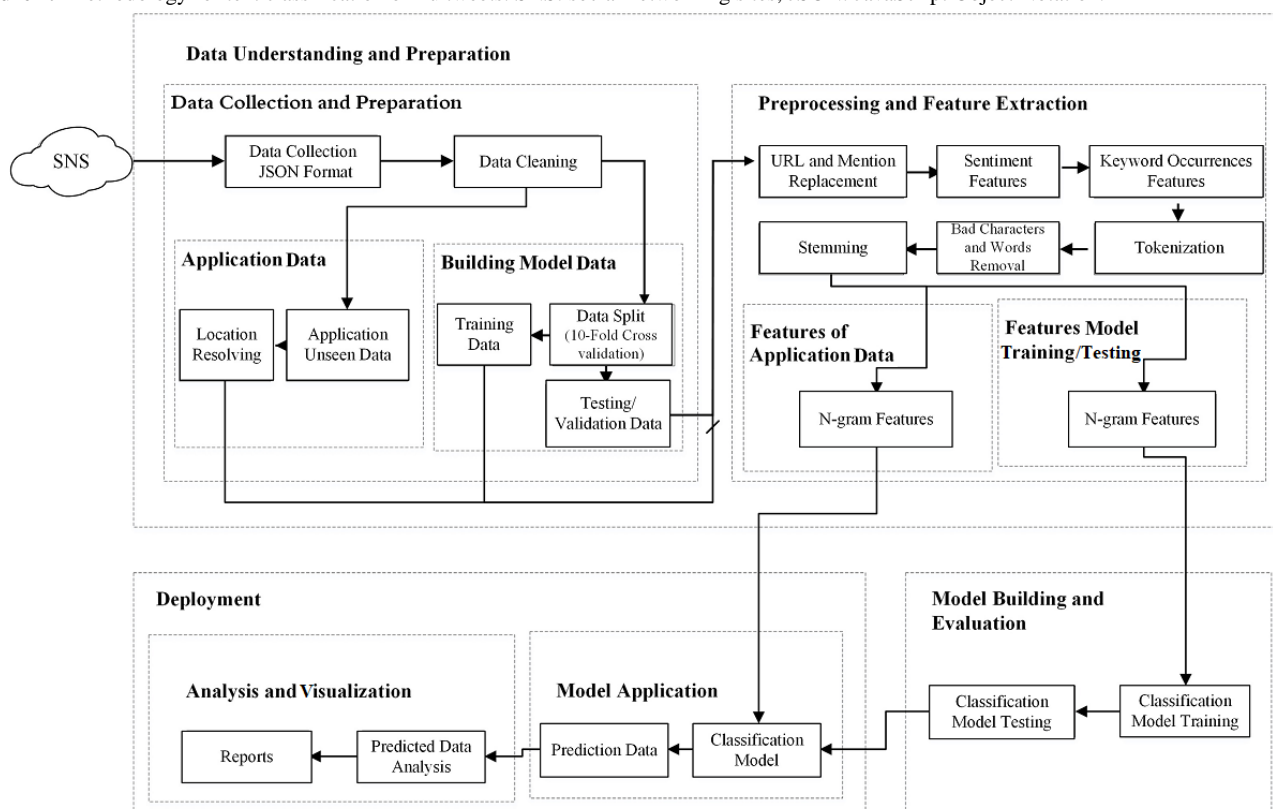 Data Understanding and Preparation
Data Collection and Preparation
SNS
Data Collection
JSON Format
Data Cleaning
Application Data
Location
Resolving
Application
Unseen Data
Building Model Data
Training
Data
Data Split
(10-Fold Cross
validation)
Testing/
Validation Data
Preprocessing and Feature Extraction
URL and Mention
Replacement
Sentiment
Features
Keyword Occurrences
Features
Stemming
Bad Characters
and Words
Removal
Tokenization
Features of
Application Data
N-gram Features
Features Model
Training/Testing
N-gram Features
Deployment
Analysis and Visualization
Reports
Predicted Data
Analysis
Model Application
Prediction Data
Classification
Model
Model Building and
Evaluation
Classification
Model Testing
Classification
Model Training